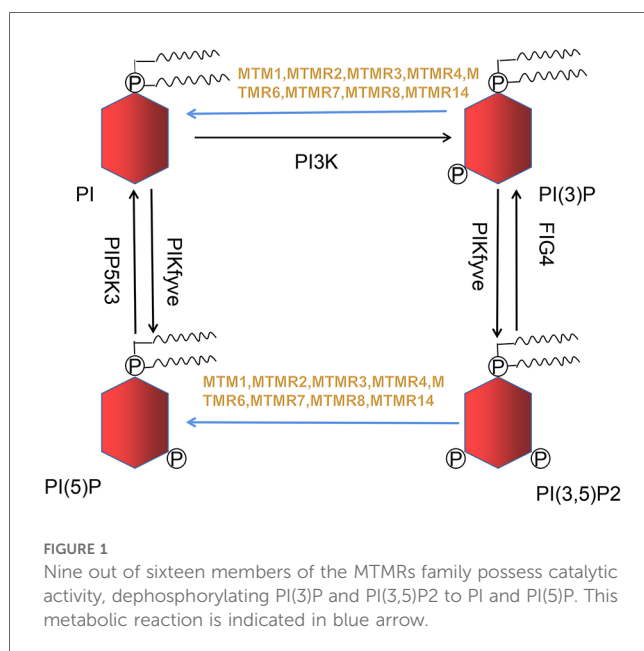 P
P
MTM1,MTMR2,MTMR3,MTMR4,M
TMR6,MTMR7,MTMR8,MTMR14
PI3K
P
PI
PI(3)P
PIP5K3
PIKfyve
PIKfyve
FIG4
P
P
MTM1,MTMR2,MTMR3,MTMR4,M
TMR6,MTMR7,MTMR8,MTMR14
P
P
P
PI(5)P
PI(3,5)P2
FIGURE 1
Nine out of sixteen members of the MTMRs family possess catalytic
activity, dephosphorylating PI(3)P and PI(3,5)P2 to PI and PI(5)P. This
metabolic reaction is indicated in blue arrow.